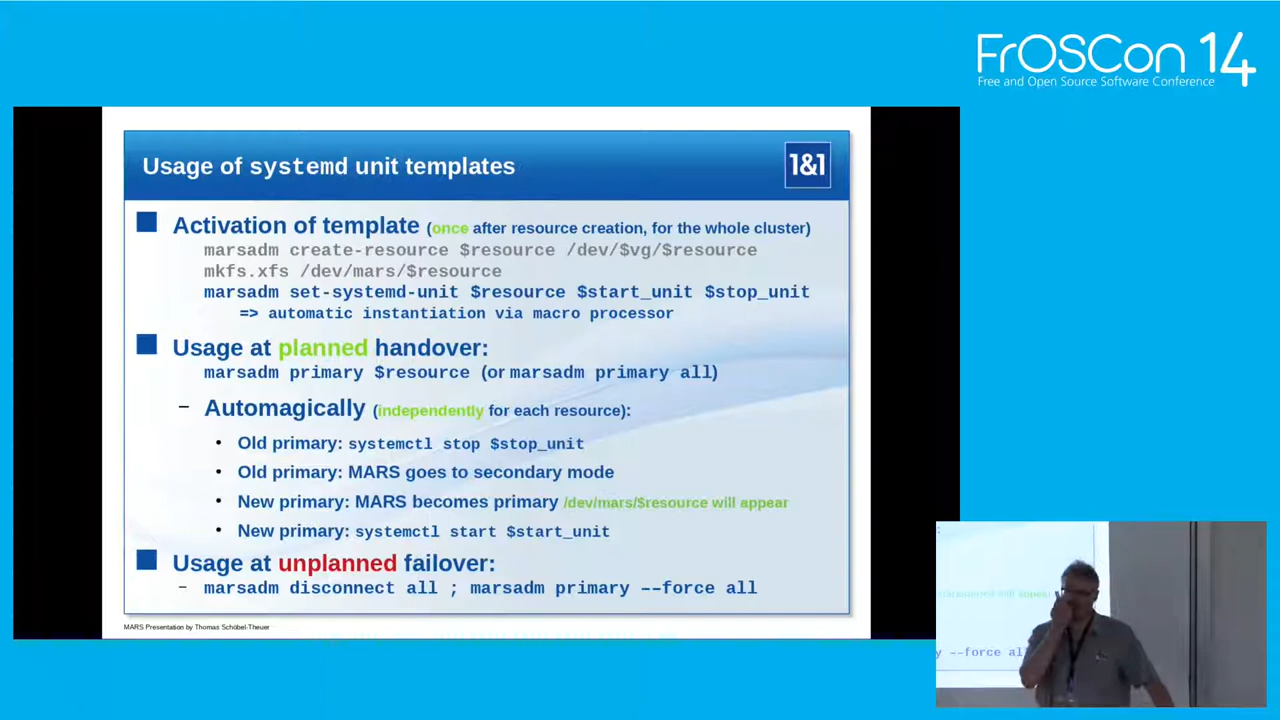 FrOSCon 14
Free and Open Source Software Conference
Usage of systemd unit templates
1&1
Activation of template (once after resource creation, for the whole cluster)
marsadm create-resource $resource /dev/$vg/$resource
mkfs.xfs /dev/mars/$resource
marsadm set-systemd-unit $resource $start_unit $stop_unit
=> automatic instantiation via macro processor
Usage at planned handover:
marsadm primary $resource (or marsadm primary all)
– Automagically (independently for each resource):
• Old primary: systemctl stop $stop_unit
• Old primary: MARS goes to secondary mode
• New primary: MARS becomes primary /dev/mars/$resource will appear
• New primary: systemctl start $start_unit
Usage at unplanned failover:
– marsadm disconnect all ; marsadm primary --force all
MARS Presentation by Thomas Schöbel-Theuer
will appear
y --force al